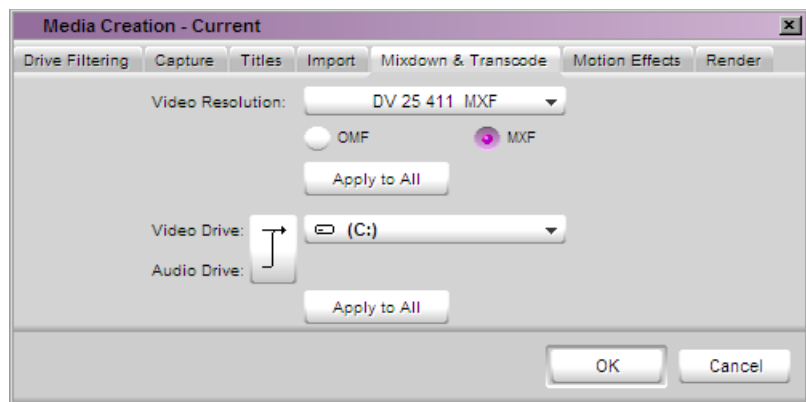 Media Creation - Current
Drive Filtering Capture Titles Import Mixdown & Transcode Motion Effects Render
Video Resolution: DV 25 411 MXF
OMF MXF
Apply to All
Video Drive: (C:)
Audio Drive:
Apply to All
OK Cancel